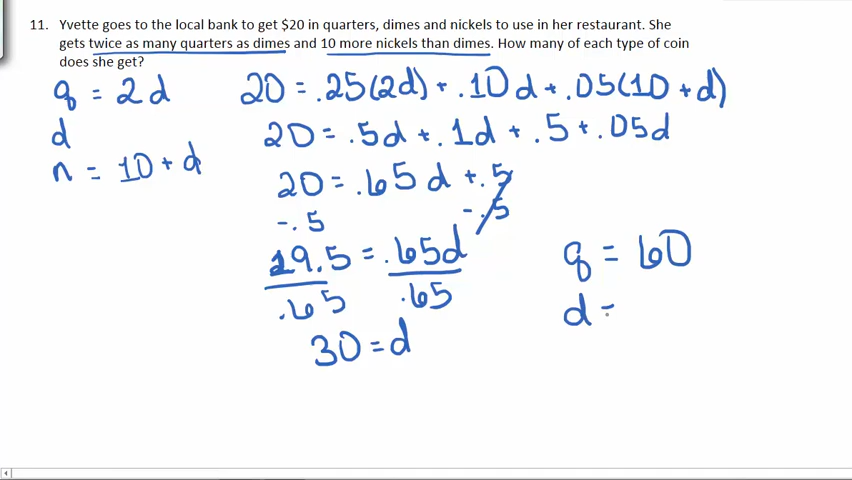 11. Yvette goes to the local bank to get $20 in quarters, dimes and nickels to use in her restaurant. She
gets twice as many quarters as dimes and 10 more nickels than dimes. How many of each type of coin
does she get?
q = 2d
20 = .25(2d) + .10d + .05(10 + d)
d
20 = .5d + .1d + .5 + .05d
n = 10 + d
20 = .65d + .5
-.5 -.5
19.5 = .65d
.65 .65
30 = d
q = 60
d =